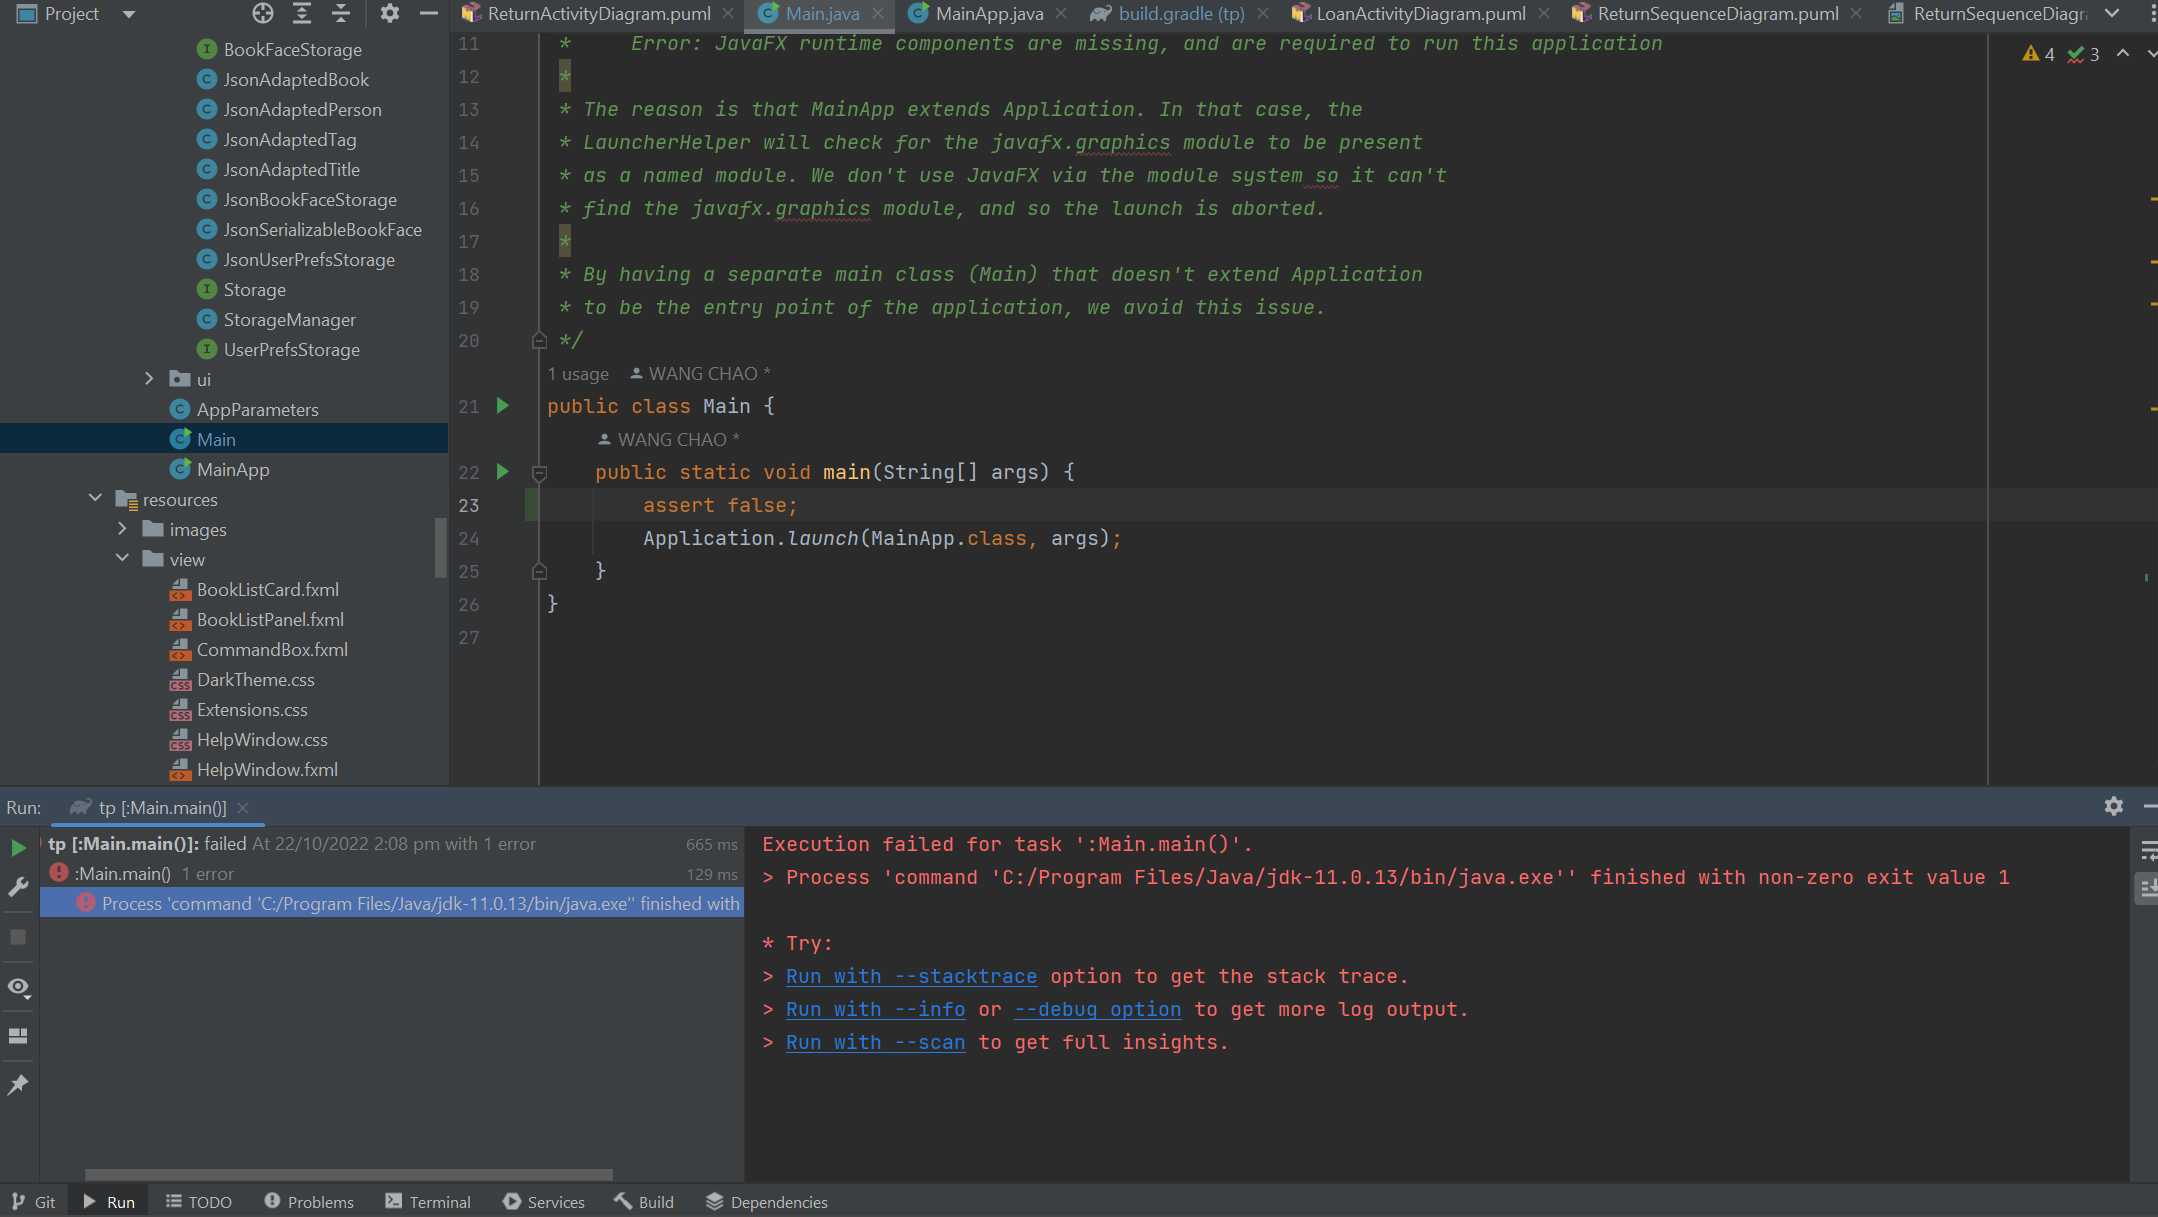 Project
ReturnActivityDiagram.puml
Main.java
MainApp.java
build.gradle (tp)
LoanActivityDiagram.puml
ReturnSequenceDiagram.puml
ReturnSequenceDiagr
BookFaceStorage
JsonAdaptedBook
JsonAdaptedPerson
JsonAdaptedTag
JsonAdaptedTitle
JsonBookFaceStorage
JsonSerializableBookFace
JsonUserPrefsStorage
Storage
StorageManager
UserPrefsStorage
ui
AppParameters
Main
MainApp
resources
images
view
BookListCard.fxml
BookListPanel.fxml
CommandBox.fxml
DarkTheme.css
Extensions.css
HelpWindow.css
HelpWindow.fxml
4 3
11 *     Error: JavaFX runtime components are missing, and are required to run this application
12 *
13 * The reason is that MainApp extends Application. In that case, the
14 * LauncherHelper will check for the javafx.graphics module to be present
15 * as a named module. We don't use JavaFX via the module system so it can't
16 * find the javafx.graphics module, and so the launch is aborted.
17 *
18 * By having a separate main class (Main) that doesn't extend Application
19 * to be the entry point of the application, we avoid this issue.
20 */
1 usage WANG CHAO *
21 public class Main {
WANG CHAO *
22 public static void main(String[] args) {
23 assert false;
24 Application.launch(MainApp.class, args);
25 }
26 }
27
Run: tp [:Main.main()]
tp [:Main.main()]: failed At 22/10/2022 2:08 pm with 1 error 665 ms
:Main.main() 1 error 129 ms
Process 'command 'C:/Program Files/Java/jdk-11.0.13/bin/java.exe'' finished with
Execution failed for task ':Main.main()'.
> Process 'command 'C:/Program Files/Java/jdk-11.0.13/bin/java.exe'' finished with non-zero exit value 1
* Try:
> Run with --stacktrace option to get the stack trace.
> Run with --info or --debug option to get more log output.
> Run with --scan to get full insights.
Git
Run
TODO
Problems
Terminal
Services
Build
Dependencies